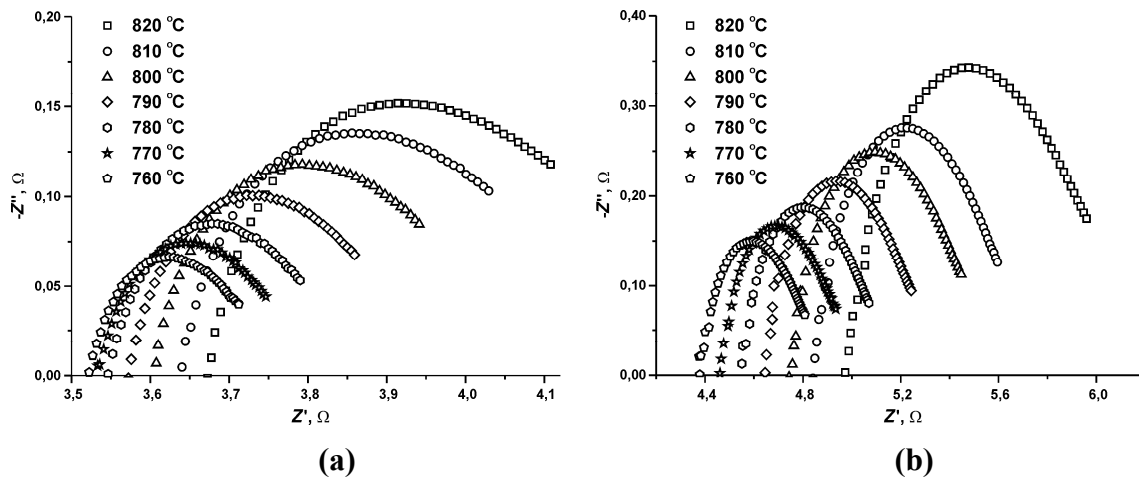 0,20
0,15
0,10
0,05
0,00
-Z'', Ω
820 °C
810 °C
800 °C
790 °C
780 °C
770 °C
760 °C
3,5 3,6 3,7 3,8 3,9 4,0 4,1
Z', Ω
(a)
0,40
0,30
0,20
0,10
0,00
-Z'', Ω
820 °C
810 °C
800 °C
790 °C
780 °C
770 °C
760 °C
4,4 4,8 5,2 5,6 6,0
Z', Ω
(b)